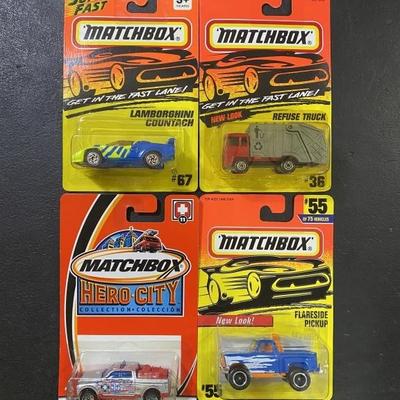 FAST
MATCHBOX
GET IN THE FAST LANE!
LAMBORGHINI
COUNTACH
#67
MATCHBOX
GET IN THE FAST LANE!
NEW LOOK
REFUSE TRUCK
#36
11
MATCHBOX
HERO CITY
COLLECTION • COLECCIÓN
#55
OF 75 VEHICLES
MATCHBOX
New Look!
FLARESIDE
PICKUP
#55